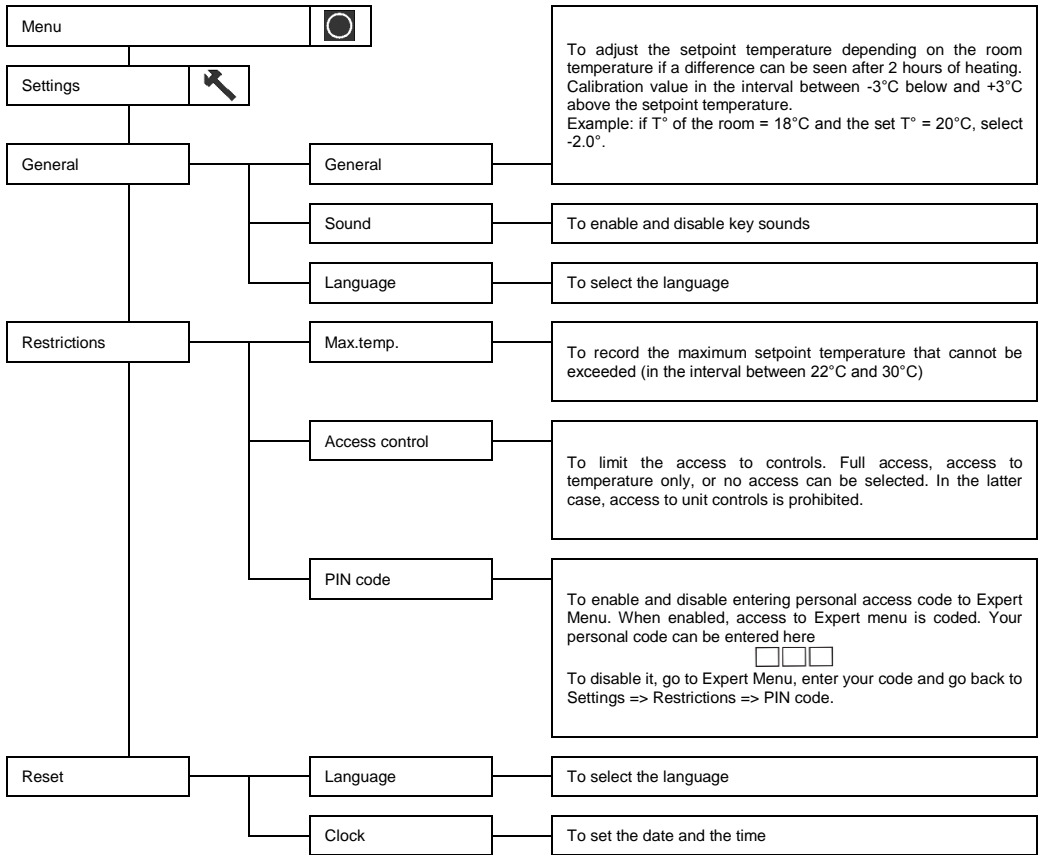 Menu
Settings
General
General
To adjust the setpoint temperature depending on the room
temperature if a difference can be seen after 2 hours of heating.
Calibration value in the interval between -3°C below and +3°C
above the setpoint temperature.
Example: if T° of the room = 18°C and the set T° = 20°C, select
-2.0°.
Sound
To enable and disable key sounds
Language
To select the language
Restrictions
Max.temp.
To record the maximum setpoint temperature that cannot be
exceeded (in the interval between 22°C and 30°C)
Access control
To limit the access to controls. Full access, access to
temperature only, or no access can be selected. In the latter
case, access to unit controls is prohibited.
PIN code
To enable and disable entering personal access code to Expert
Menu. When enabled, access to Expert menu is coded. Your
personal code can be entered here
To disable it, go to Expert Menu, enter your code and go back to
Settings => Restrictions => PIN code.
Reset
Language
To select the language
Clock
To set the date and the time